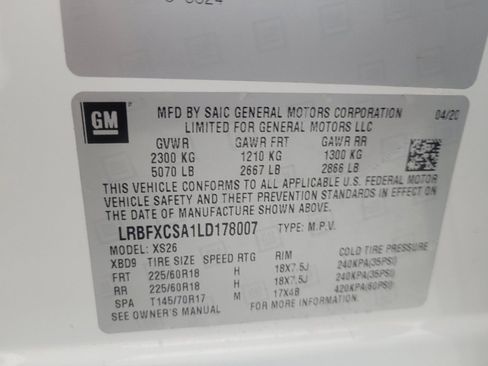 GM
MFD BY SAIC GENERAL MOTORS CORPORATION 04/20
LIMITED FOR GENERAL MOTORS LLC
GVWR GAWR FRT GAWR RR
2300 KG 1210 KG 1300 KG
5070 LB 2667 LB 2866 LB
THIS VEHICLE CONFORMS TO ALL APPLICABLE U.S. FEDERAL MOTOR
VEHICLE SAFETY AND THEFT PREVENTION STANDARDS IN EFFECT ON
THE DATE OF MANUFACTURE SHOWN ABOVE.
LRBFXCSA1LD178007 TYPE: M.P.V.
MODEL: XS26
XBD9 TIRE SIZE SPEED RTG RIM COLD TIRE PRESSURE
FRT 225/60R18 H 18X7.5J 240KPA(35PSI)
RR 225/60R18 H 18X7.5J 240KPA(35PSI)
SPA T145/70R17 M 17X4B 420KPA(60PSI)
SEE OWNER'S MANUAL FOR MORE INFORMATION.